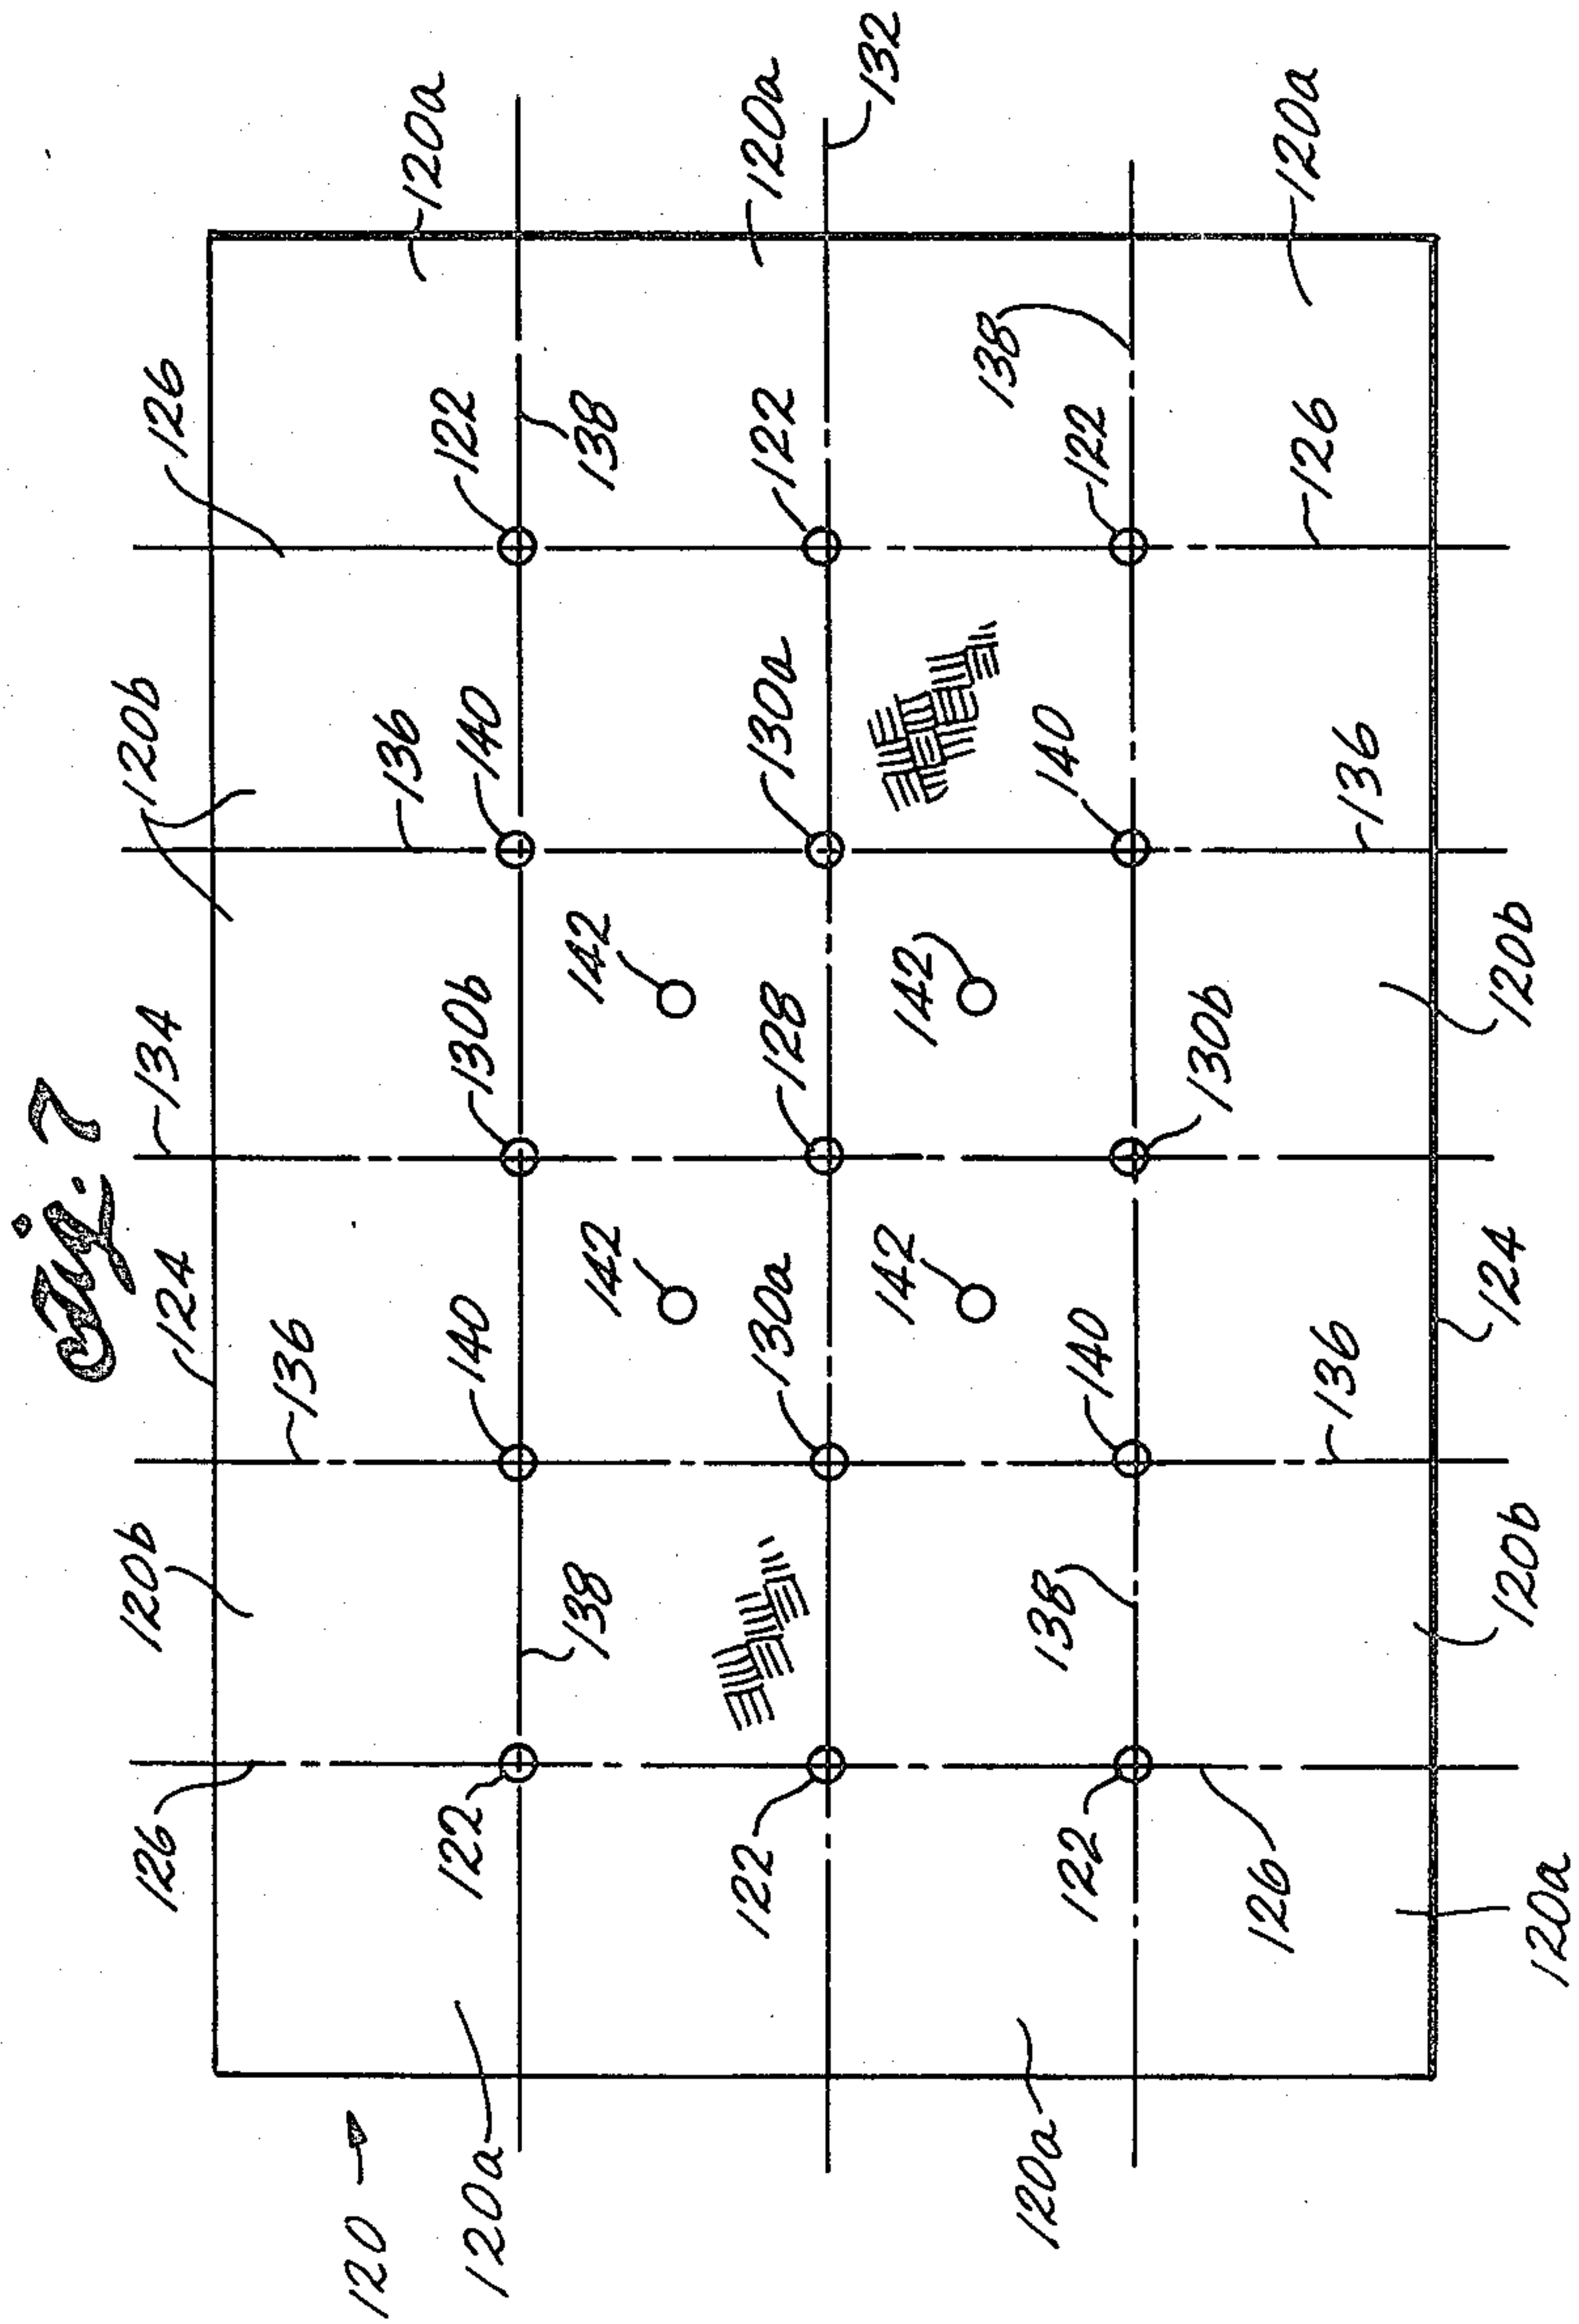 Fig. 7
126 120b 124 134 120b 126
136 136
120 120a
120a 122 140 130b 140 122
138 142 142 138
122 130a 128 130a 122 120a
142 142 132
138
120a 122 138 140 140 122
130b
126 136 136 126 120a
120a 120b 124 120b